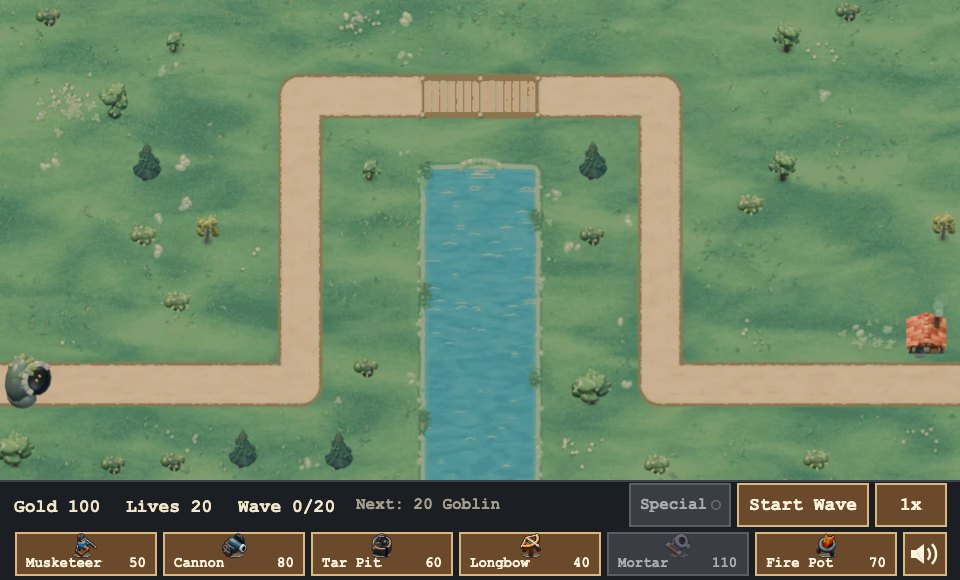 Gold 100 Lives 20 Wave 0/20 Next: 20 Goblin Special Start Wave 1x
Musketeer 50 Cannon 80 Tar Pit 60 Longbow 40 Mortar 110 Fire Pot 70